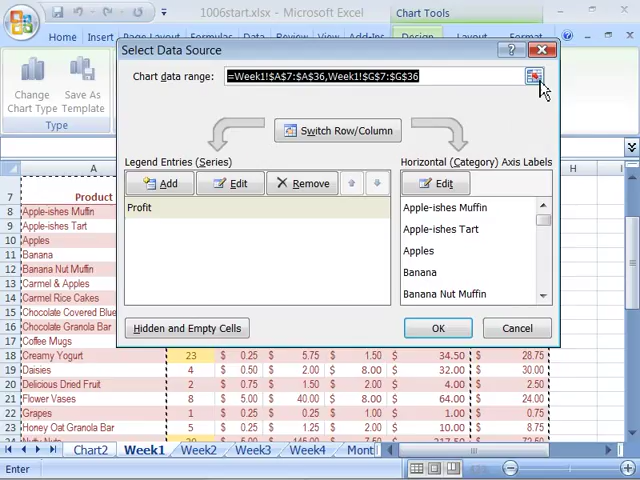 1006start.xlsx - Microsoft Excel
Chart Tools
Home
Add-Ins
Change
Chart Type
Save As
Template
Type
Select Data Source
Chart data range:
=Week1!$A$7:$A$36,Week1!$G$7:$G$36
Switch Row/Column
Legend Entries (Series)
Horizontal (Category) Axis Labels
Add
Edit
Remove
Edit
Profit
Apple-ishes Muffin
Apple-ishes Tart
Apples
Banana
Banana Nut Muffin
Hidden and Empty Cells
OK
Cancel
A
H
I
7 Product
8 Apple-ishes Muffin
9 Apple-ishes Tart
10 Apples
11 Banana
12 Banana Nut Muffin
13 Carmel & Apples
14 Carmel Rice Cakes
15 Chocolate Covered Blue
16 Chocolate Granola Bar
17 Coffee Mugs
18 Creamy Yogurt 23 $ 0.25 $ 5.75 $ 1.50 $ 34.50 $ 28.75
19 Daisies 4 $ 0.50 $ 2.00 $ 8.00 $ 32.00 $ 30.00
20 Delicious Dried Fruit 2 $ 0.75 $ 1.50 $ 2.00 $ 4.00 $ 2.50
21 Flower Vases 8 $ 5.00 $ 40.00 $ 8.00 $ 64.00 $ 24.00
22 Grapes 1 $ 0.25 $ 0.25 $ 1.00 $ 1.00 $ 0.75
23 Honey Oat Granola Bar 5 $ 0.25 $ 1.25 $ 2.00 $ 10.00 $ 8.75
Chart2 Week1 Week2 Week3 Week4 Mont
Enter